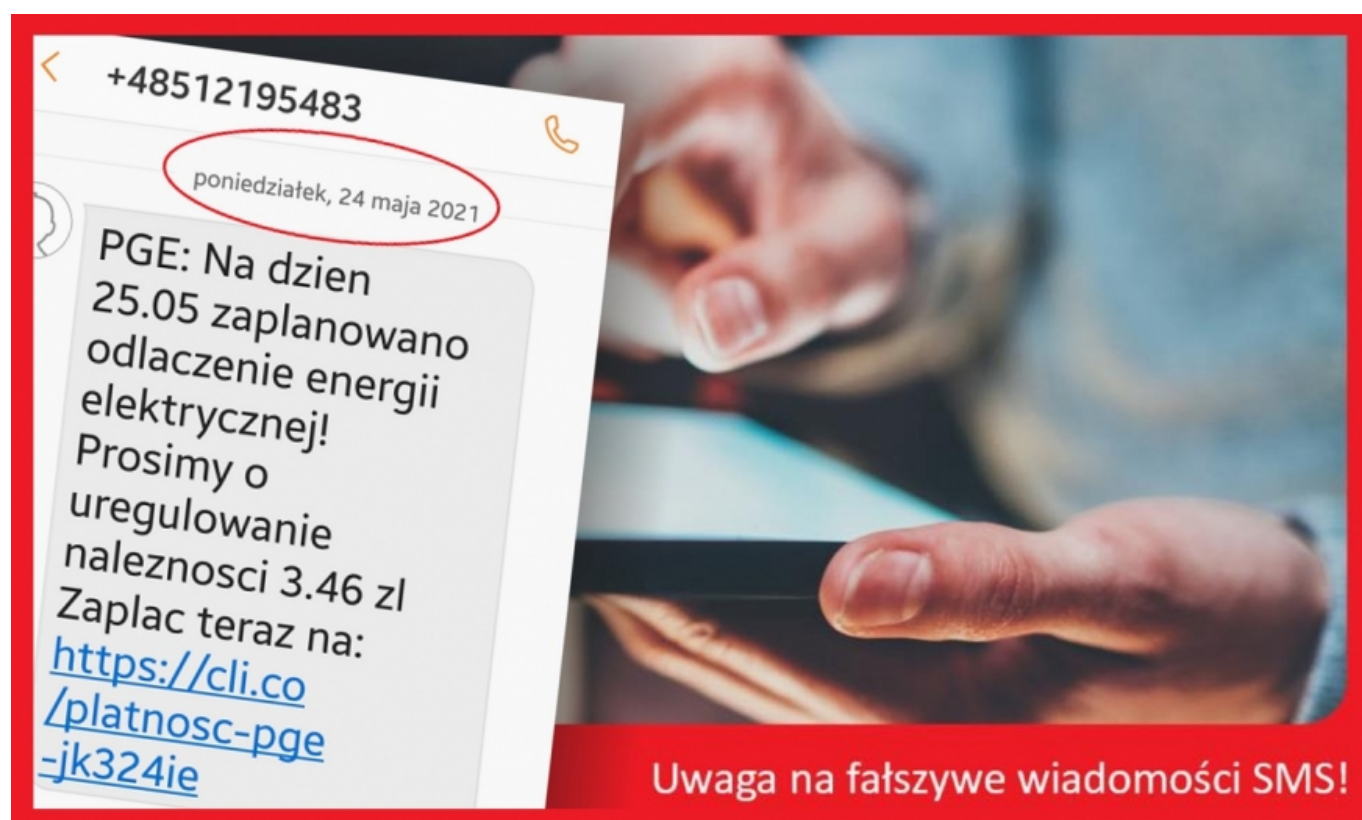 +48512195483
poniedziałek, 24 maja 2021
PGE: Na dzien
25.05 zaplanowano
odlaczenie energii
elektrycznej!
Prosimy o
uregulowanie
naleznosci 3.46 zl
Zaplac teraz na:
https://cli.co
/platnosc-pge
-jk324ie
Uwaga na fałszywe wiadomości SMS!